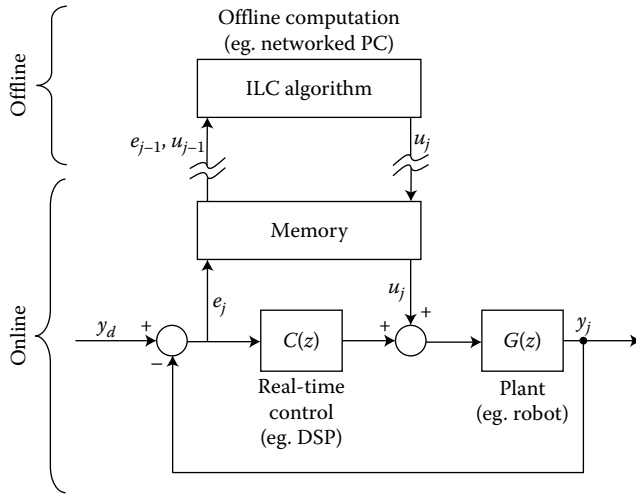 Offline computation
(eg. networked PC)
Offline
ILC algorithm
e_{j−1}, u_{j−1}
u_j
Memory
Online
e_j
u_j
y_d
+
−
C(z)
+
+
G(z)
y_j
Real-time
control
(eg. DSP)
Plant
(eg. robot)